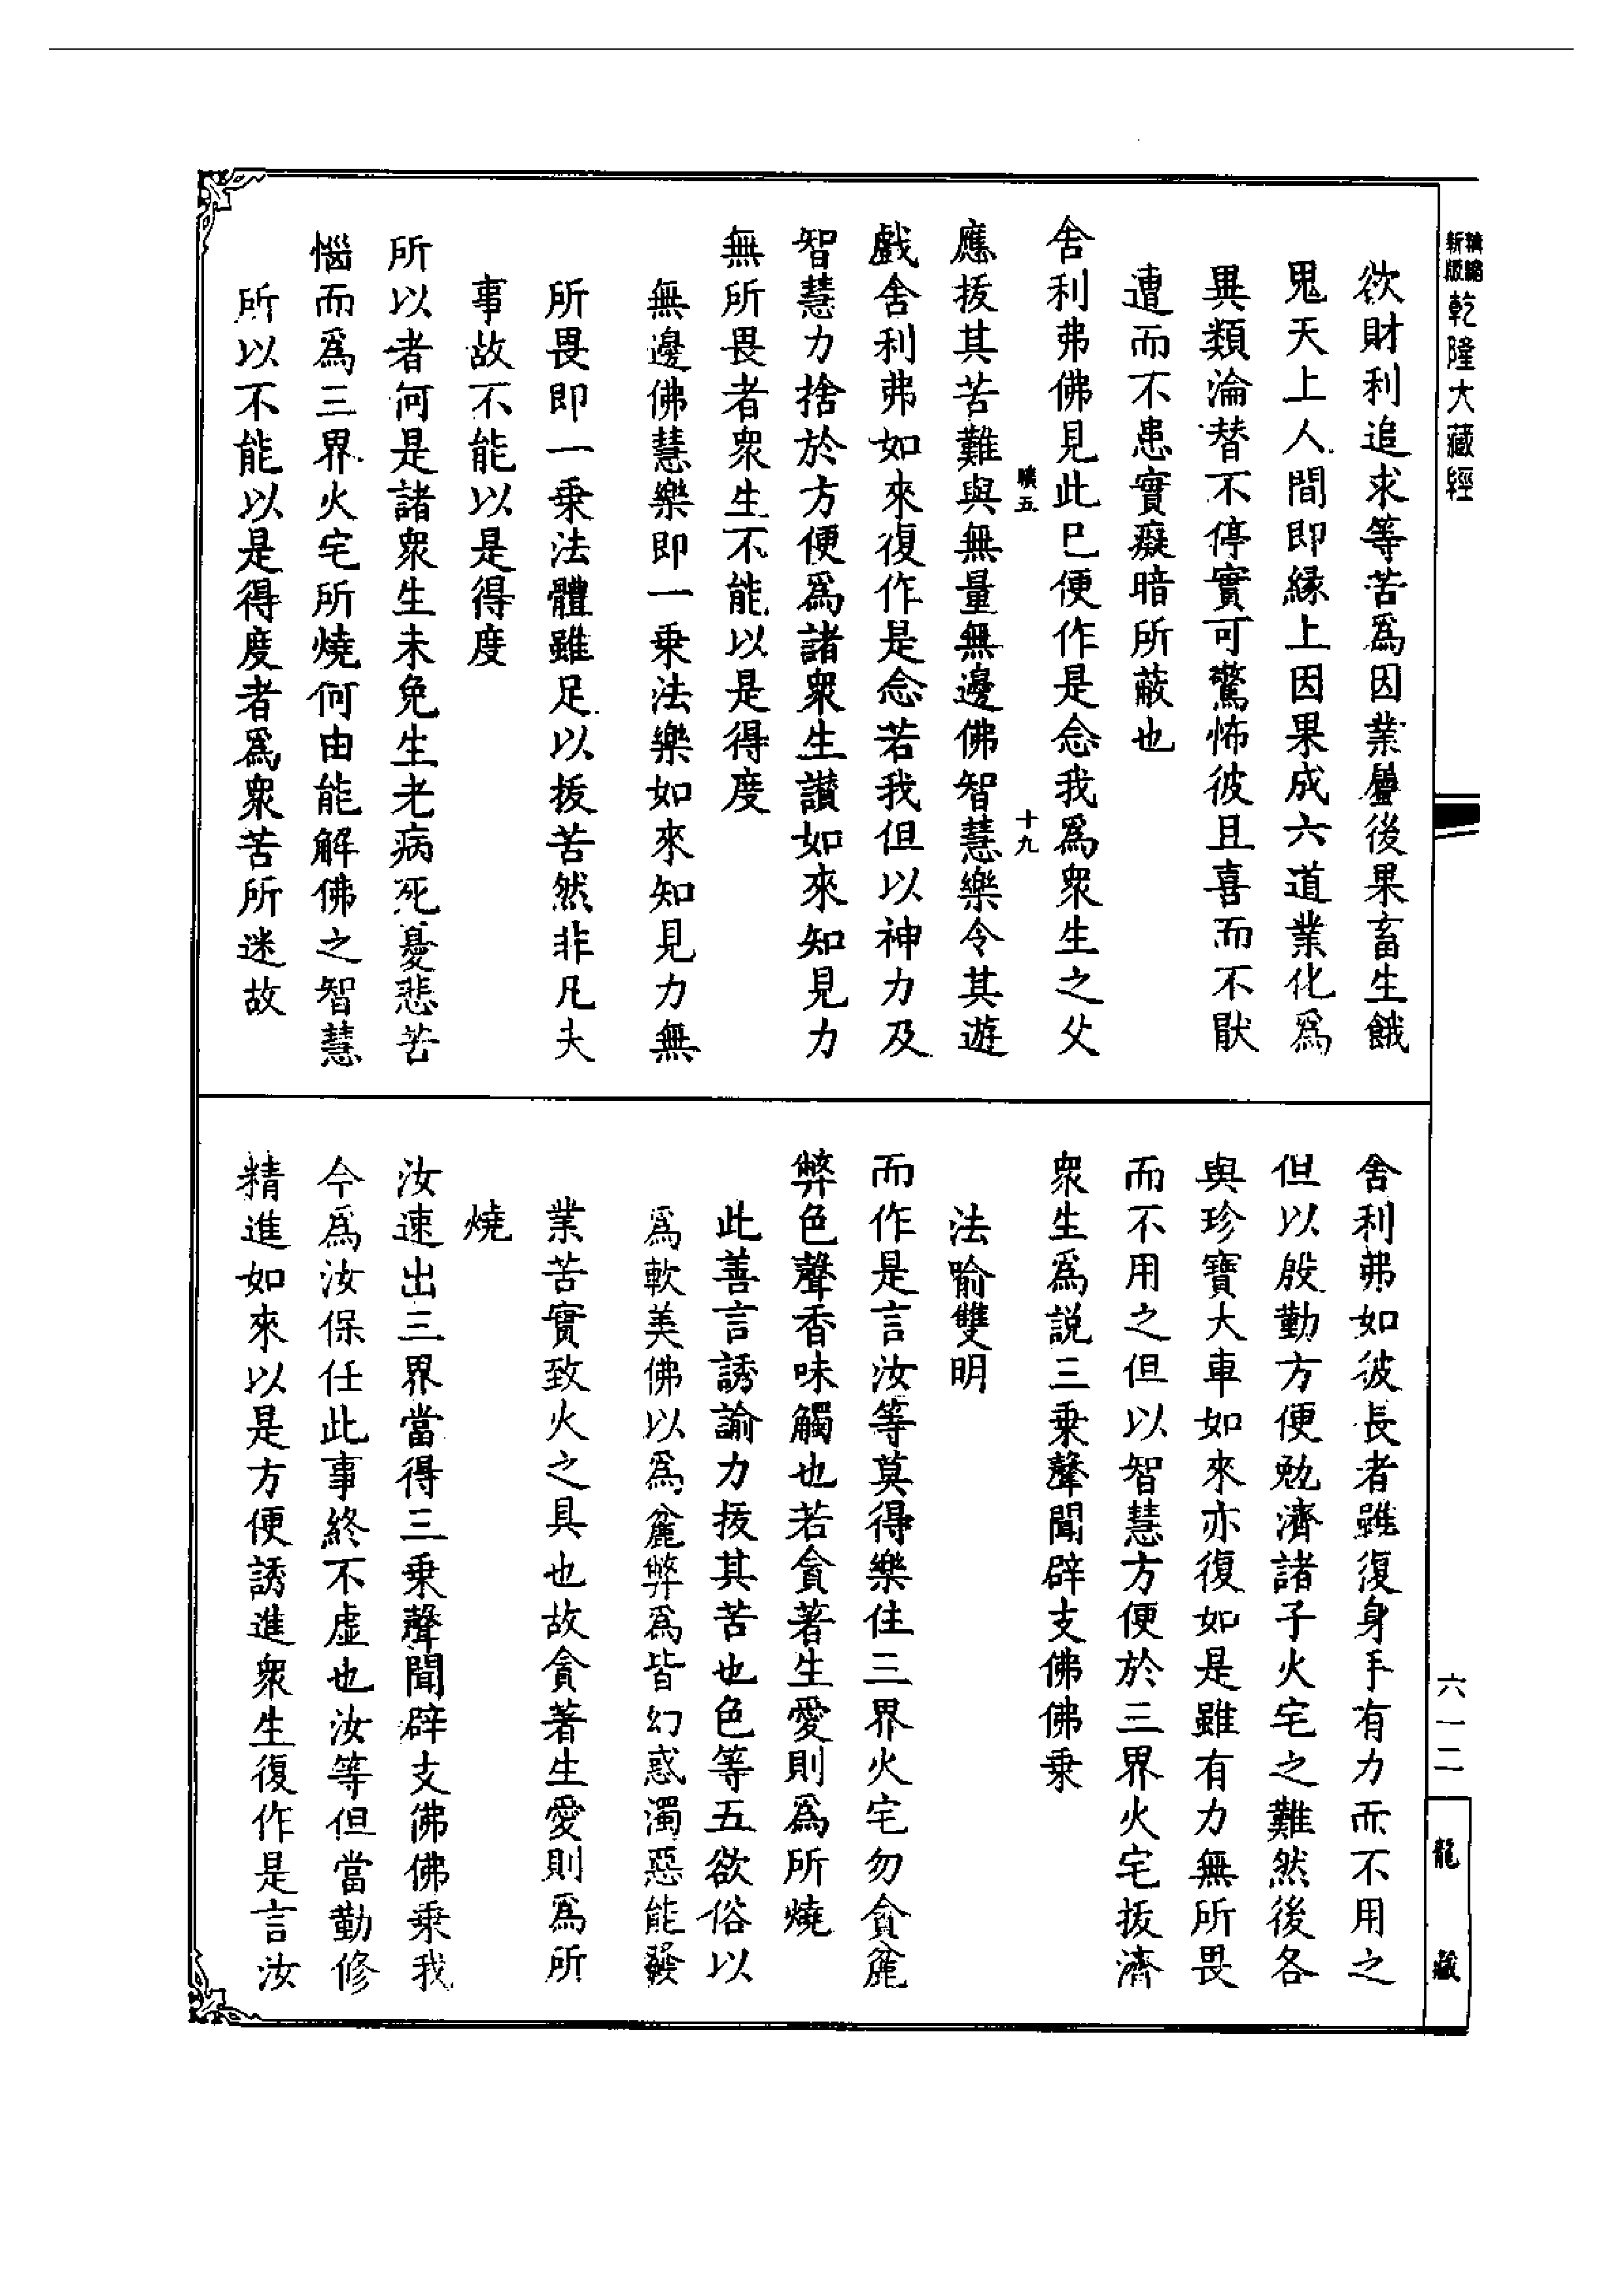 精縮
新版
乾隆大藏經
欲財利追求等苦爲因業壘後果畜生餓
鬼天上人間即緣上因果成六道業化爲
異類淪替不停實可驚怖彼且喜而不猒
遭而不患實癡暗所蔽也
舍利弗佛見此巳便作是念我爲眾生之父
曠五
十九
應拔其苦難與無量無邊佛智慧樂令其遊
戲舍利弗如來復作是念若我但以神力及
智慧力捨於方便爲諸眾生讚如來知見力
無所畏者眾生不能以是得度
無邊佛慧樂即一乘法樂如來知見力無
所畏即一乘法體雖足以拔苦然非凡夫
事故不能以是得度
所以者何是諸眾生未免生老病死憂悲苦
惱而爲三界火宅所燒何由能解佛之智慧
所以不能以是得度者爲眾苦所迷故
舍利弗如彼長者雖復身手有力而不用之
但以殷勤方便勉濟諸子火宅之難然後各
與珍寶大車如來亦復如是雖有力無所畏
而不用之但以智慧方便於三界火宅拔濟
眾生爲説三乘聲聞辟支佛佛乘
法喻雙明
而作是言汝等莫得樂住三界火宅勿貪麁
弊色聲香味觸也若貪著生愛則爲所燒
此善言誘諭力拔其苦也色等五欲俗以
爲軟美佛以爲麁弊爲皆幻惑濁惡能發
業苦實致火之具也故貪著生愛則爲所
燒
汝速出三界當得三乘聲聞辟支佛佛乘我
今爲汝保任此事終不虛也汝等但當勤修
精進如來以是方便誘進眾生復作是言汝
六一二
龍藏